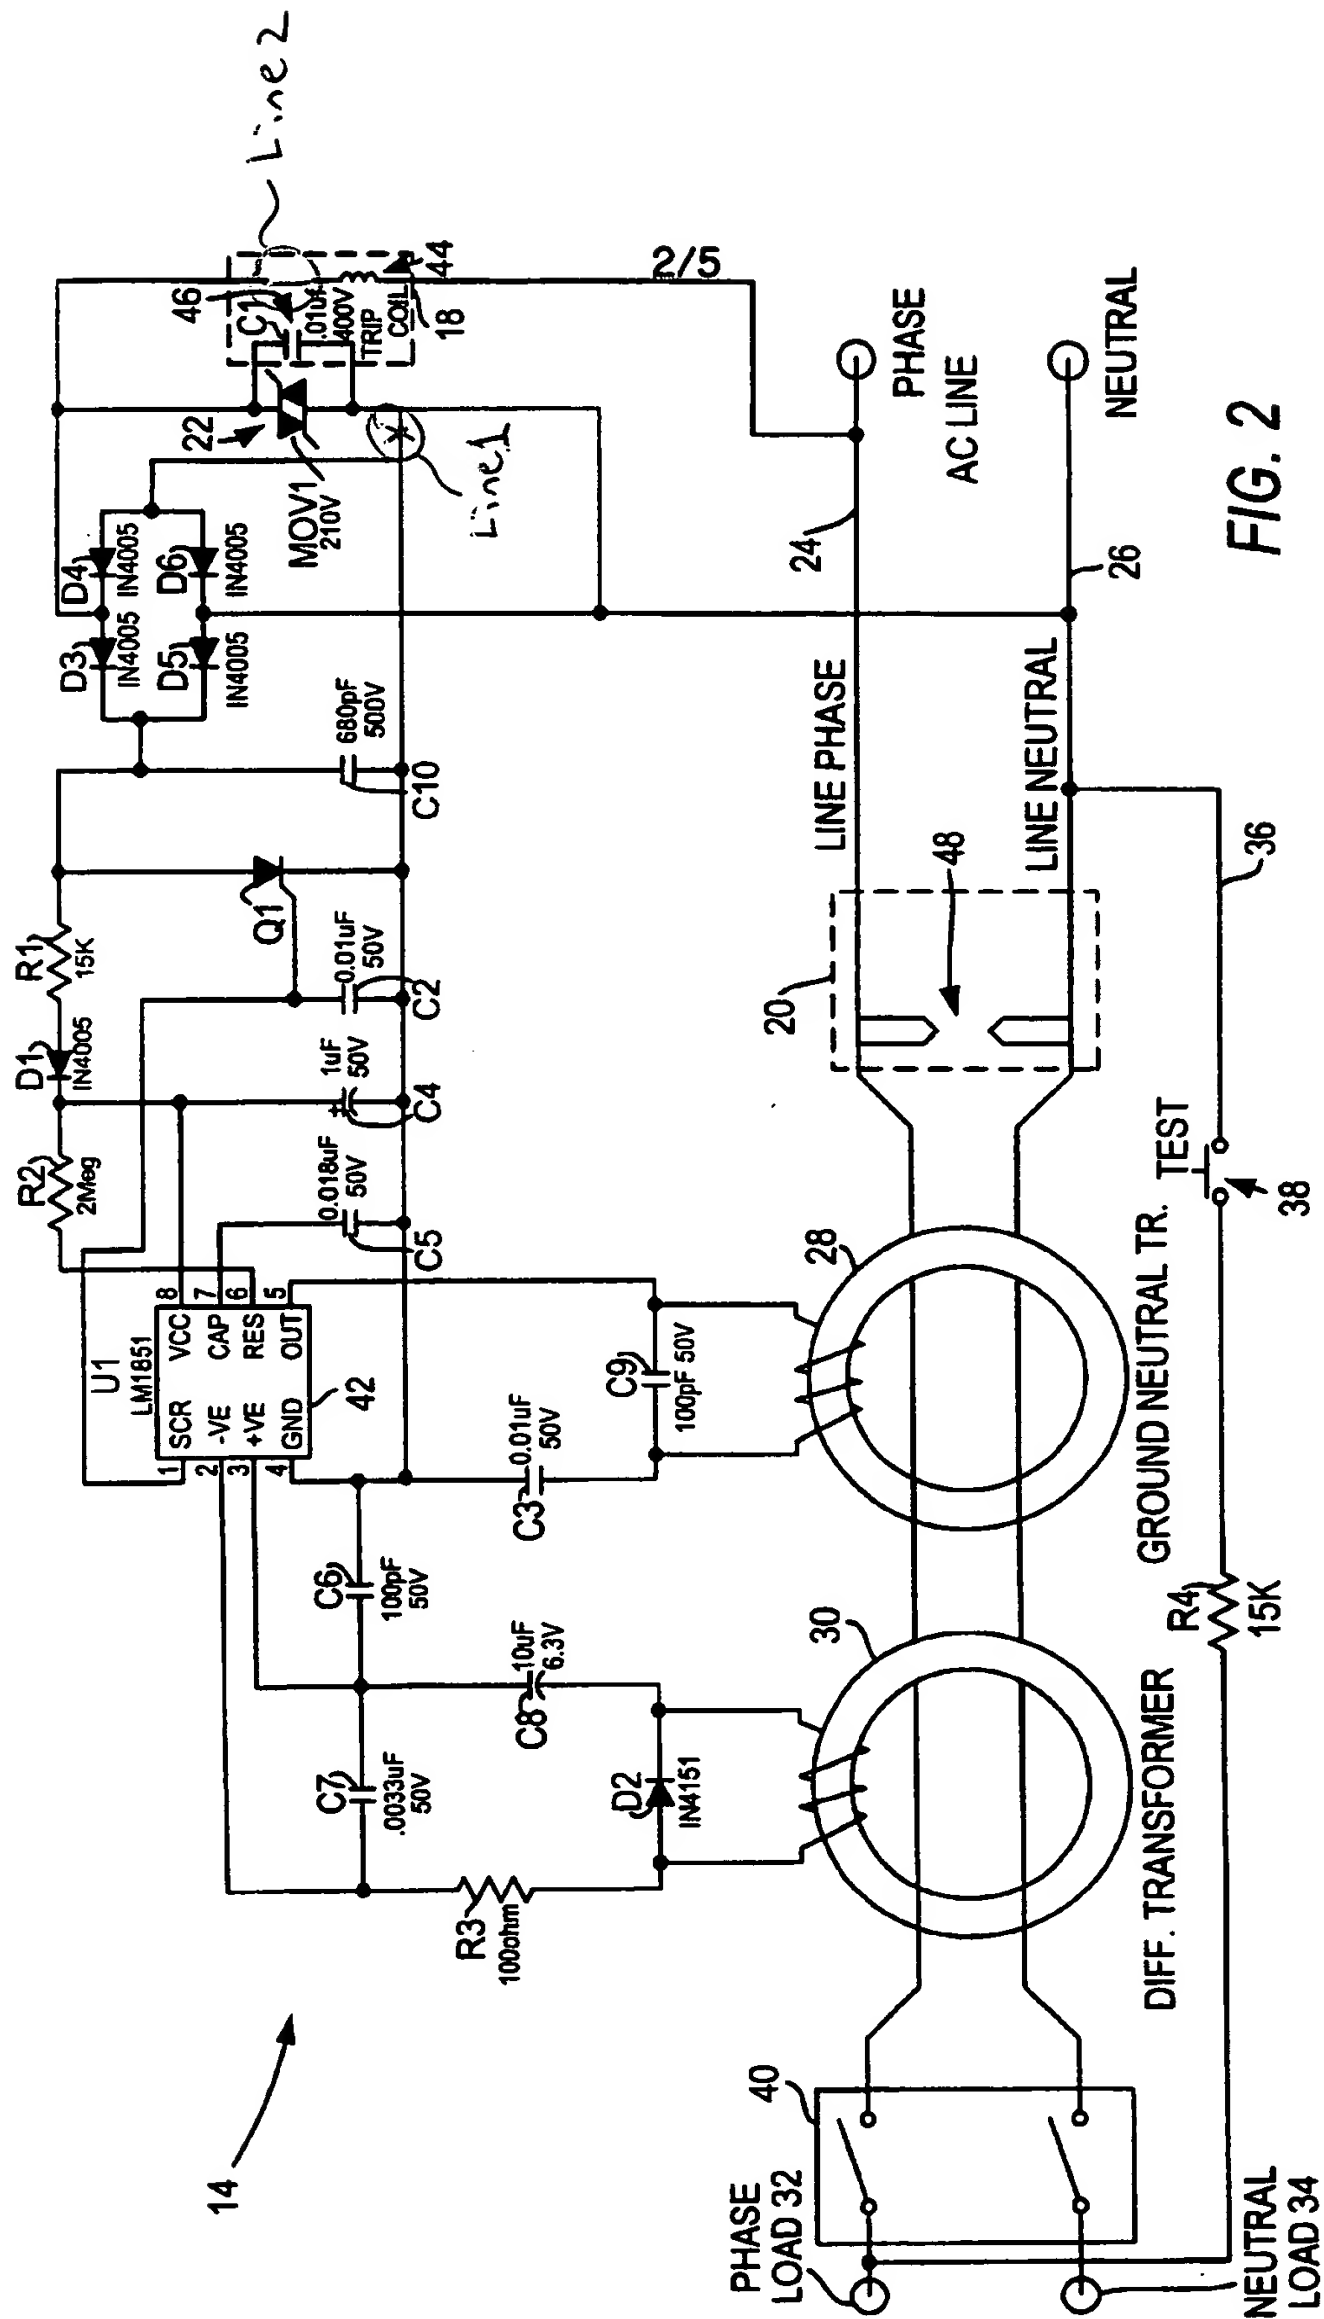 Line 2
46
C1
.01uF
400V
TRIP
COIL
44
18
2/5
22
MOV1
210V
Line 1
D4
IN4005
D6
IN4005
D3
IN4005
D5
IN4005
680pF
500V
C10
Q1
R1
15K
0.01uF
50V
C2
D1
IN4005
1uF
50V
C4
R2
2Meg
0.018uF
50V
C5
U1
LM1851
8
7
6
5
VCC
CAP
RES
OUT
SCR
-VE
+VE
GND
1
2
3
4
42
C9
100pF 50V
C3
0.01uF
50V
C6
100pF
50V
C8
10uF
6.3V
C7
.0033uF
50V
D2
IN4151
R3
100ohm
14
PHASE
AC LINE
NEUTRAL
24
26
LINE PHASE
LINE NEUTRAL
20
48
36
TEST
38
28
GROUND NEUTRAL TR.
30
DIFF. TRANSFORMER
R4
15K
40
PHASE
LOAD 32
NEUTRAL
LOAD 34
FIG. 2